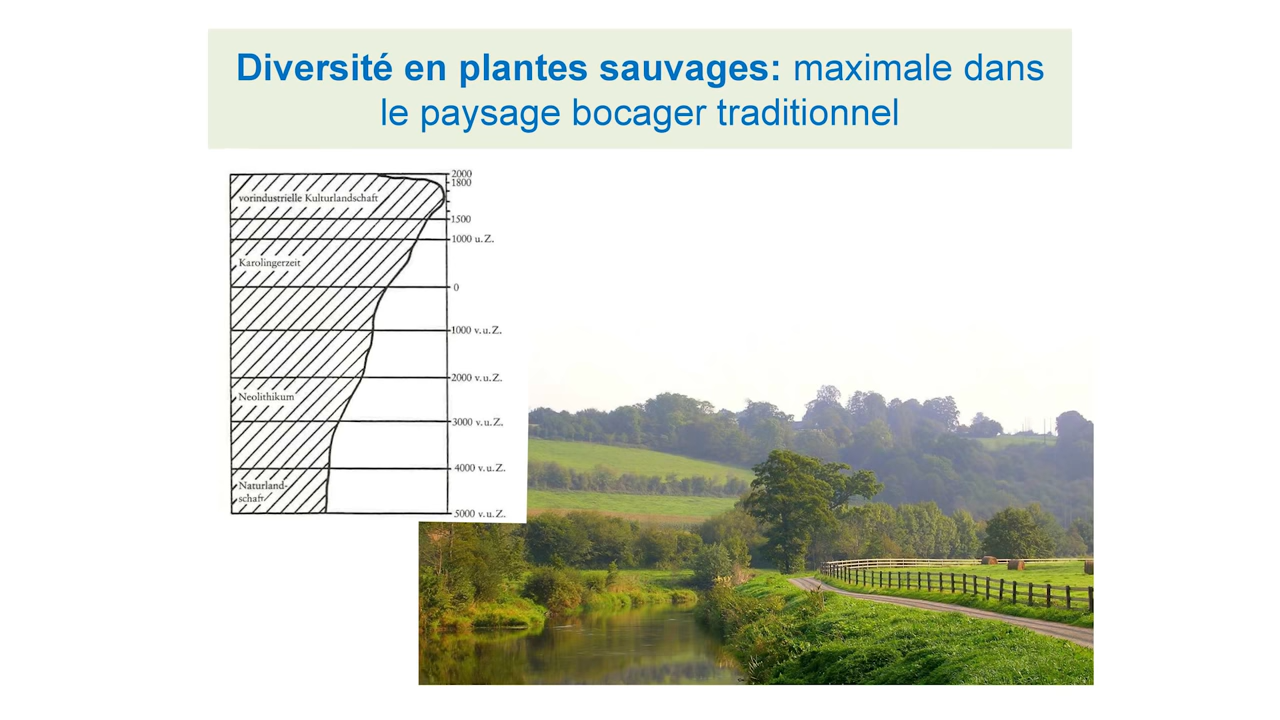 Diversité en plantes sauvages: maximale dans
le paysage bocager traditionnel
2000
1800
vorindustrielle Kulturlandschaft
1500
1000 u.Z.
Karolingerzeit
0
1000 v.u.Z.
2000 v.u.Z.
Neolithikum
3000 v.u.Z.
4000 v.u.Z.
Naturland-
schaft
5000 v.u.Z.